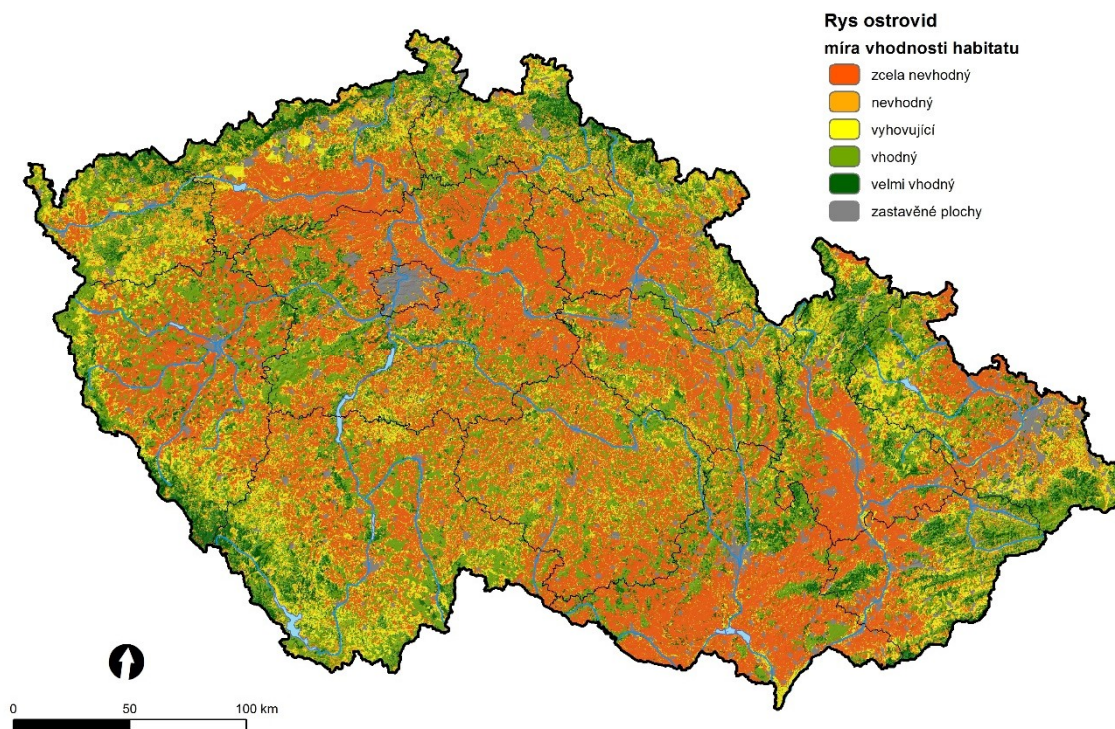 Rys ostrovid
míra vhodnosti habitatu
zcela nevhodný
nevhodný
vyhovující
vhodný
velmi vhodný
zastavěné plochy
0 50 100 km